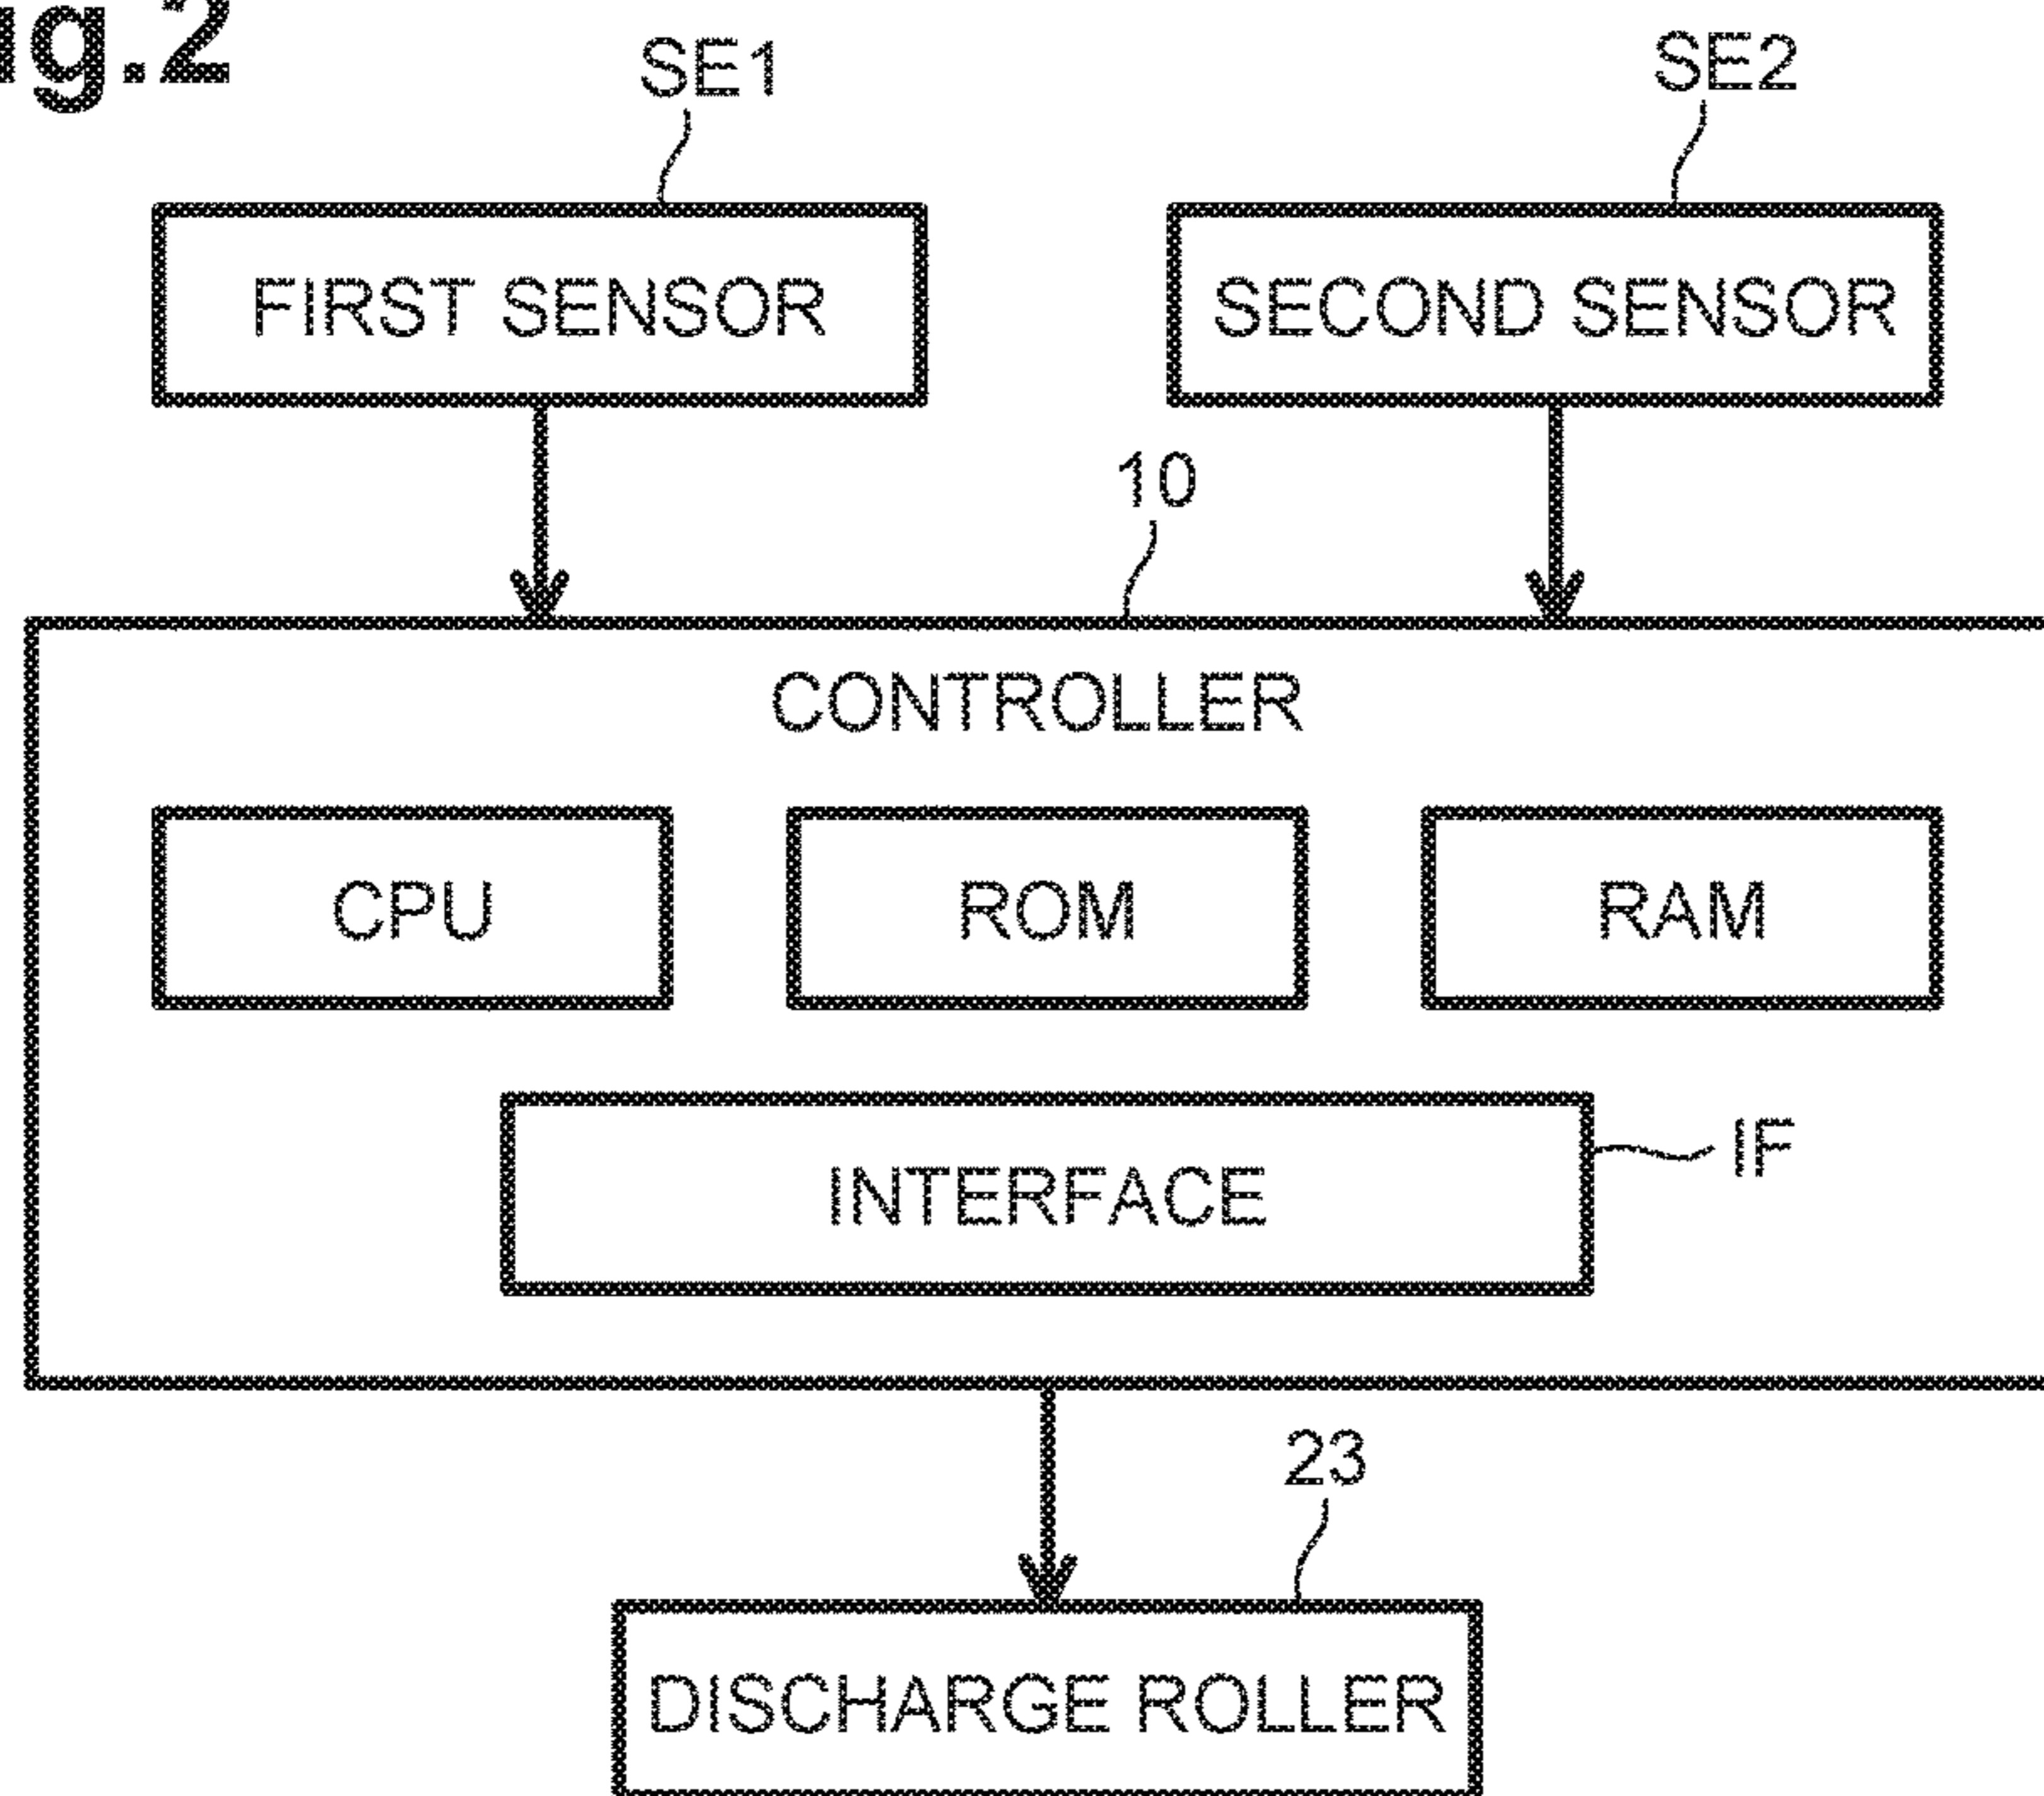 ig.2
SE1
SE2
FIRST SENSOR
SECOND SENSOR
10
CONTROLLER
CPU
ROM
RAM
INTERFACE
IF
23
DISCHARGE ROLLER